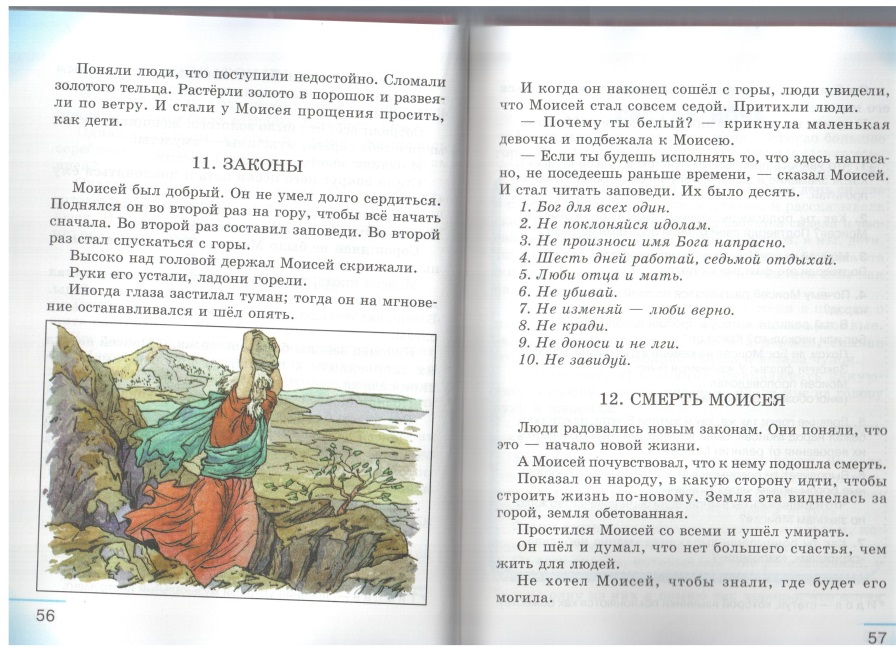 Поняли люди, что поступили недостойно. Сломали
золотого тельца. Растёрли золото в порошок и развея-
ли по ветру. И стали у Моисея прощения просить,
как дети.
11. ЗАКОНЫ
Моисей был добрый. Он не умел долго сердиться.
Поднялся он во второй раз на гору, чтобы всё начать
сначала. Во второй раз составил заповеди. Во второй
раз стал спускаться с горы.
Высоко над головой держал Моисей скрижали.
Руки его устали, ладони горели.
Иногда глаза застилал туман; тогда он на мгнове-
ние останавливался и шёл опять.
56
И когда он наконец сошёл с горы, люди увидели,
что Моисей стал совсем седой. Притихли люди.
— Почему ты белый? — крикнула маленькая
девочка и подбежала к Моисею.
— Если ты будешь исполнять то, что здесь написа-
но, не поседеешь раньше времени, — сказал Моисей.
И стал читать заповеди. Их было десять.
1. Бог для всех один.
2. Не поклоняйся идолам.
3. Не произноси имя Бога напрасно.
4. Шесть дней работай, седьмой отдыхай.
5. Люби отца и мать.
6. Не убивай.
7. Не изменяй — люби верно.
8. Не кради.
9. Не доноси и не лги.
10. Не завидуй.
12. СМЕРТЬ МОИСЕЯ
Люди радовались новым законам. Они поняли, что
это — начало новой жизни.
А Моисей почувствовал, что к нему подошла смерть.
Показал он народу, в какую сторону идти, чтобы
строить жизнь по-новому. Земля эта виднелась за
горой, земля обетованная.
Простился Моисей со всеми и ушёл умирать.
Он шёл и думал, что нет большего счастья, чем
жить для людей.
Не хотел Моисей, чтобы знали, где будет его
могила.
57